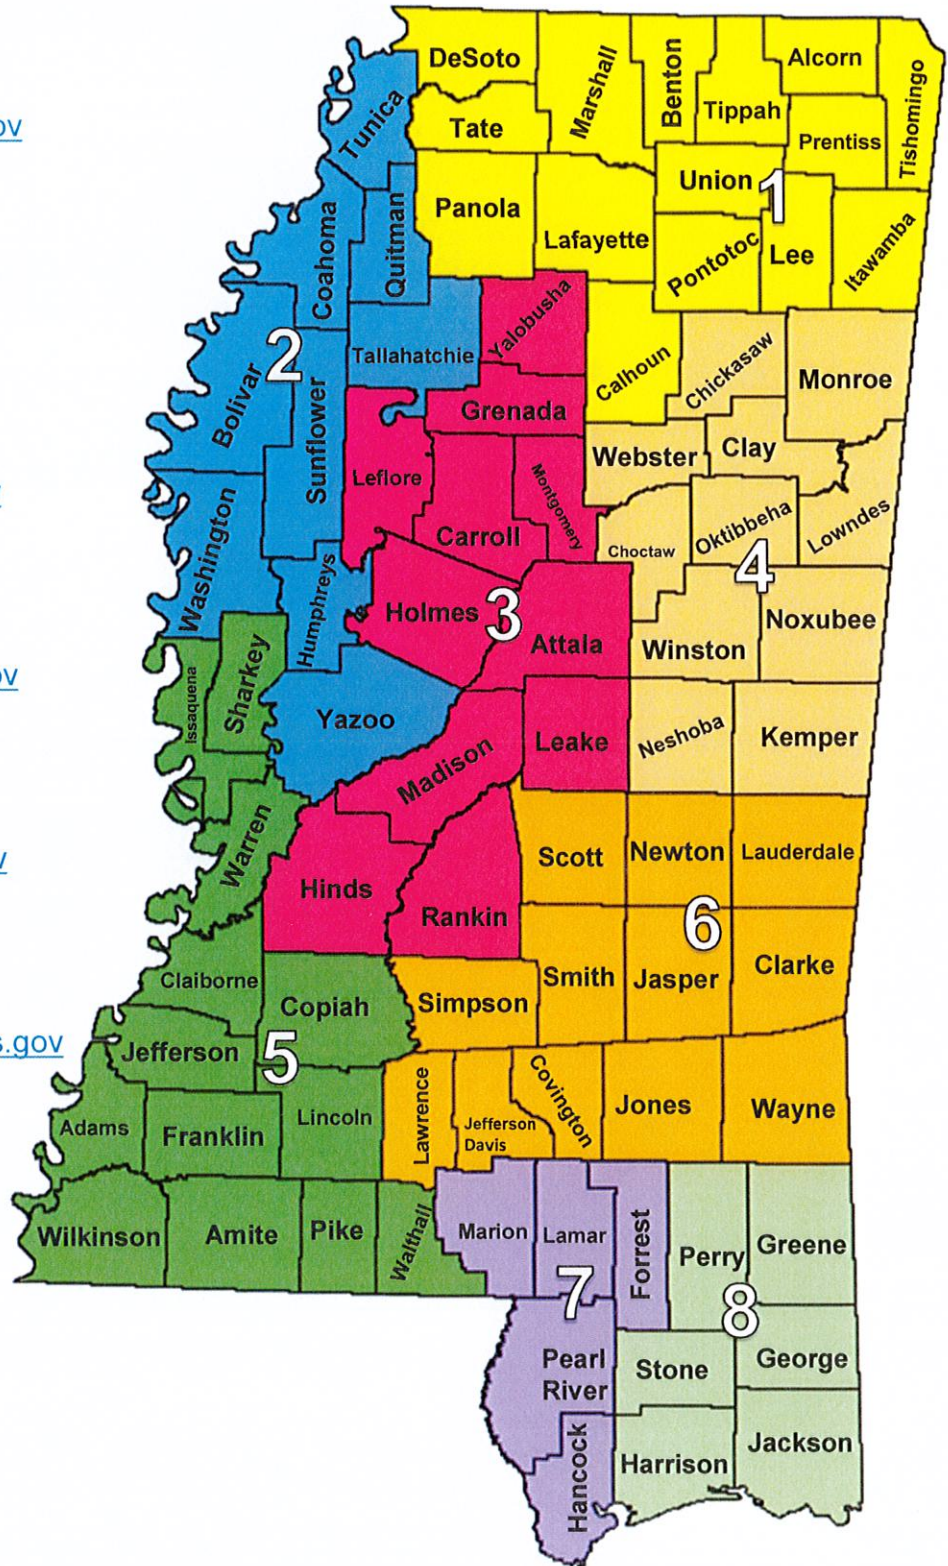 DeSoto
Marshall
Benton
Tippah
Alcorn
Tishomingo
Tunica
ov
Tate
Prentiss
Panola
Union
1
Quitman
Coahoma
Lafayette
Pontotoc
Lee
Itawamba
Yalobusha
2
Tallahatchie
Calhoun
Chickasaw
Monroe
Bolivar
Sunflower
Grenada
Webster
Clay
Leflore
Montgomery
Washington
Carroll
Choctaw
Oktibbeha
Lowndes
4
Humphreys
Holmes
3
Attala
Winston
Noxubee
ov
Issaquena
Sharkey
Yazoo
Madison
Leake
Neshoba
Kemper
Warren
Scott
Newton
Lauderdale
Hinds
Rankin
6
Claiborne
Copiah
Simpson
Smith
Jasper
Clarke
s.gov
Jefferson
5
Adams
Franklin
Lincoln
Lawrence
Jefferson
Davis
Covington
Jones
Wayne
Wilkinson
Amite
Pike
Walthall
Marion
Lamar
Forrest
Perry
Greene
7
8
Pearl
River
Stone
George
Hancock
Harrison
Jackson